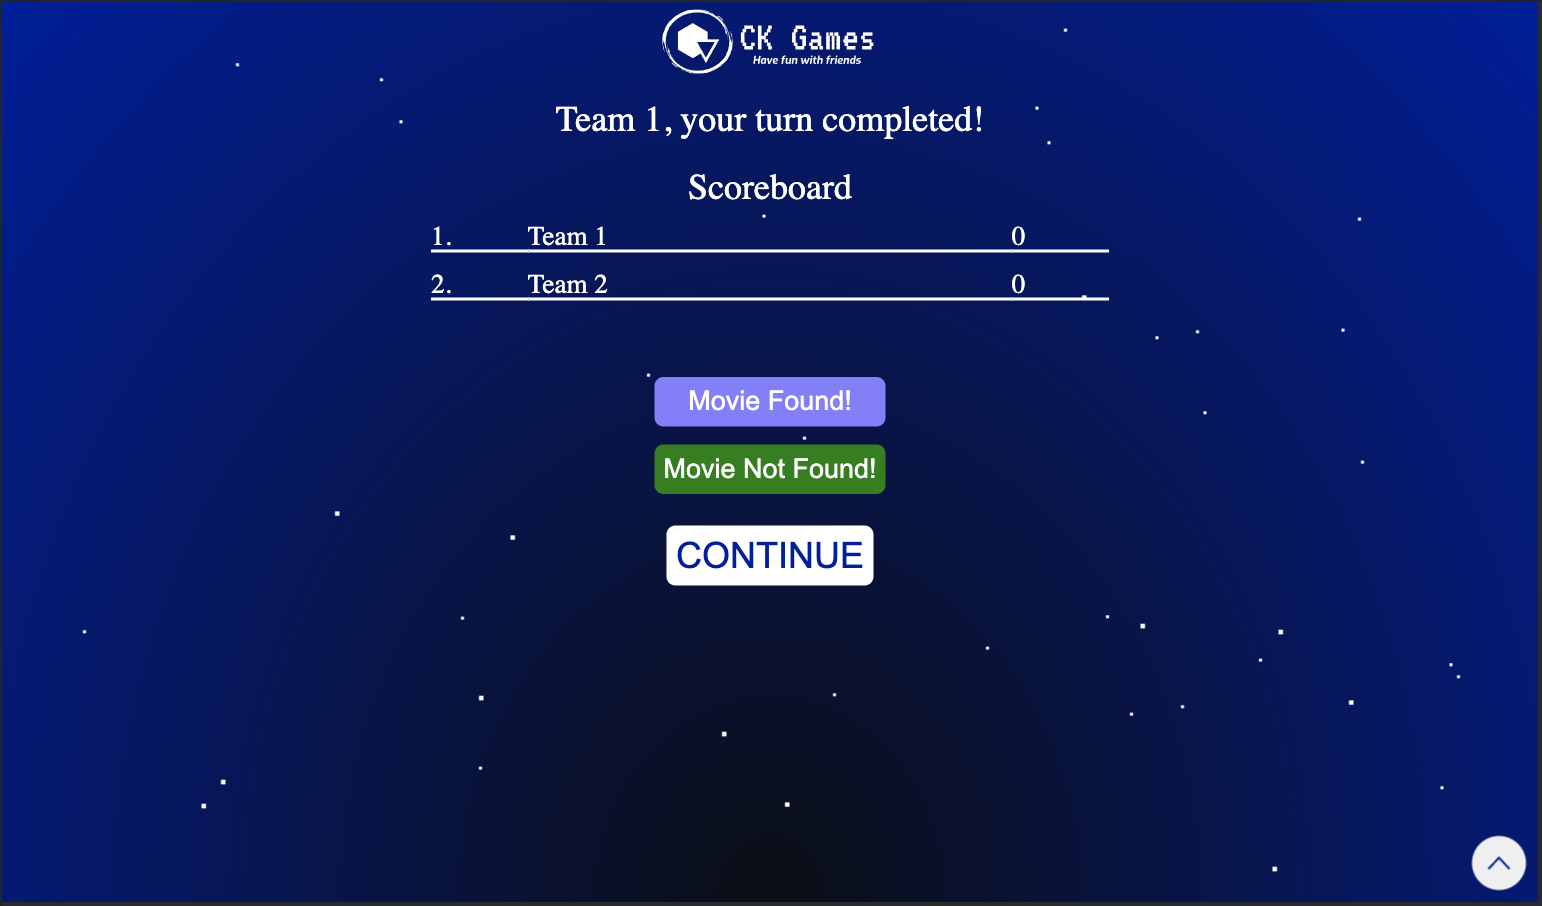 CK Games
Have fun with friends
Team 1, your turn completed!
Scoreboard
1. Team 1 0
2. Team 2 0
Movie Found!
Movie Not Found!
CONTINUE